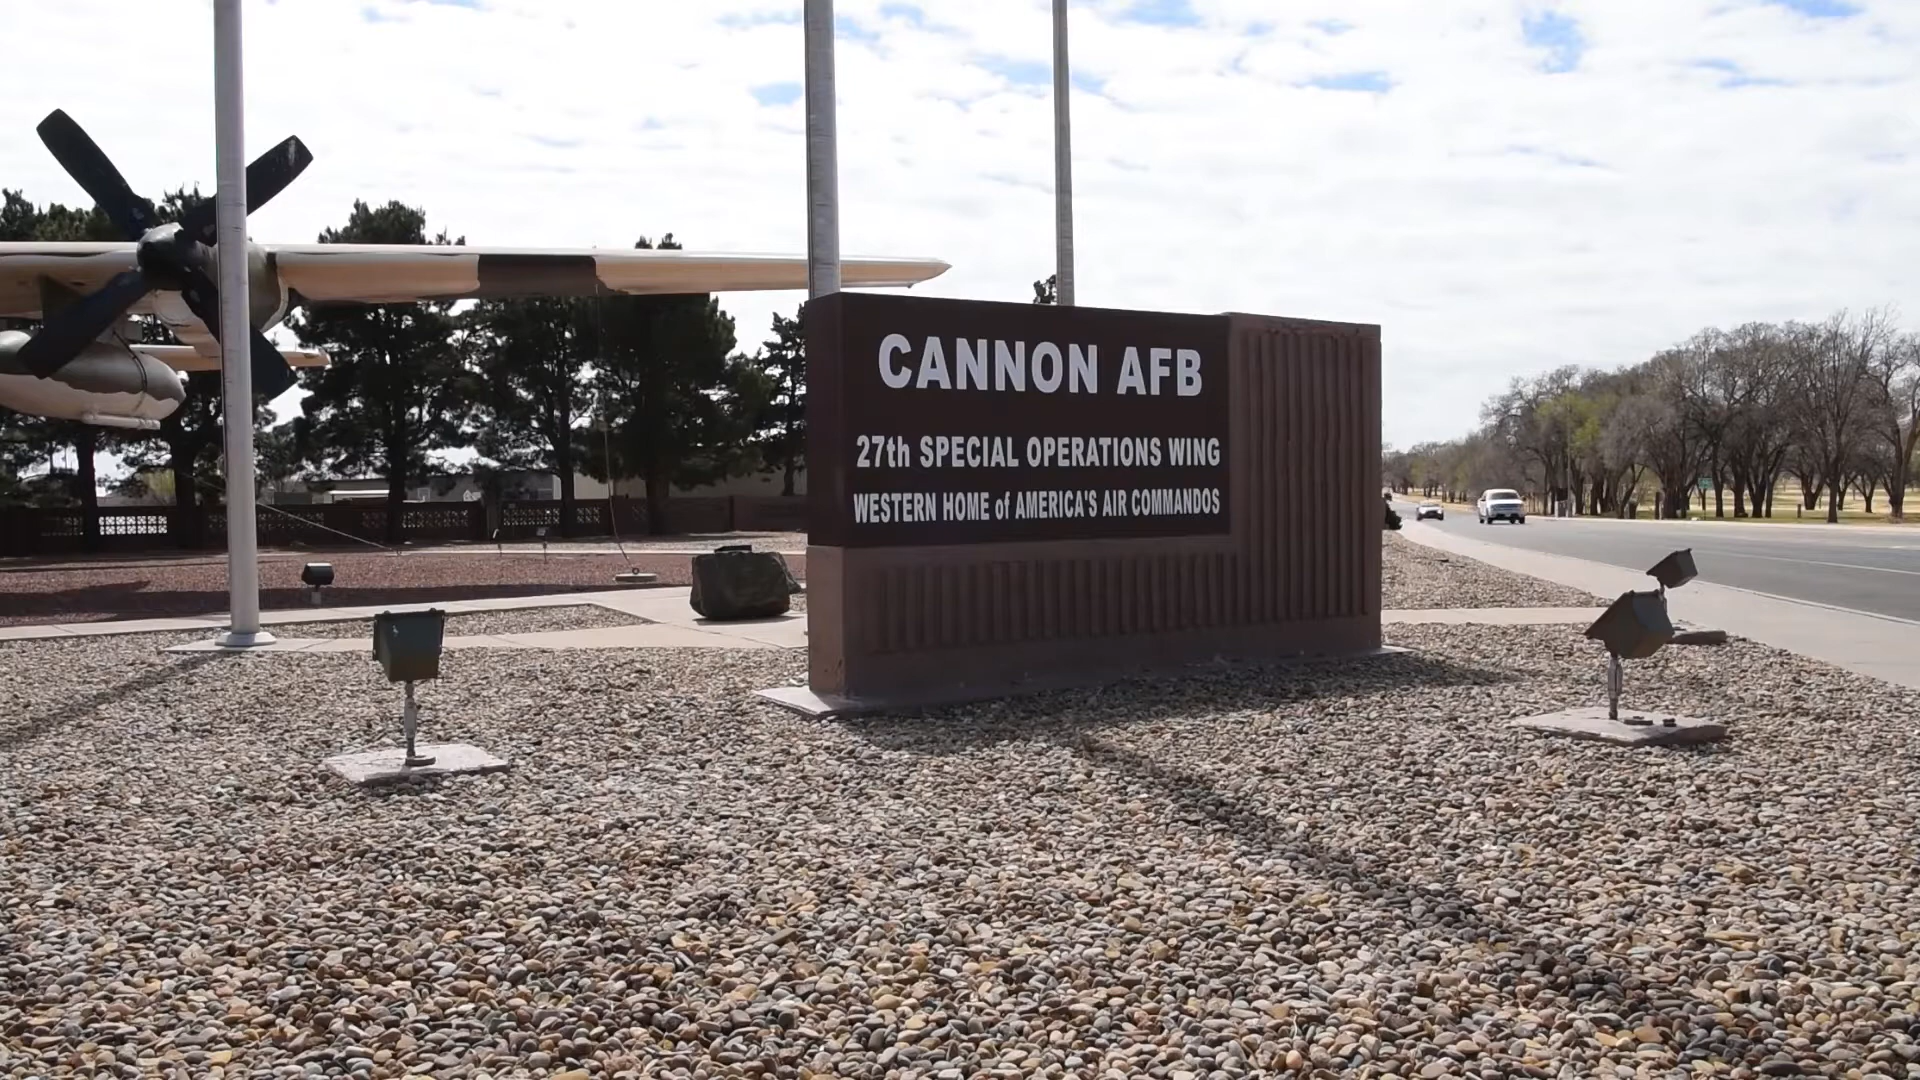 CANNON AFB
27th SPECIAL OPERATIONS WING
WESTERN HOME of AMERICA'S AIR COMMANDOS